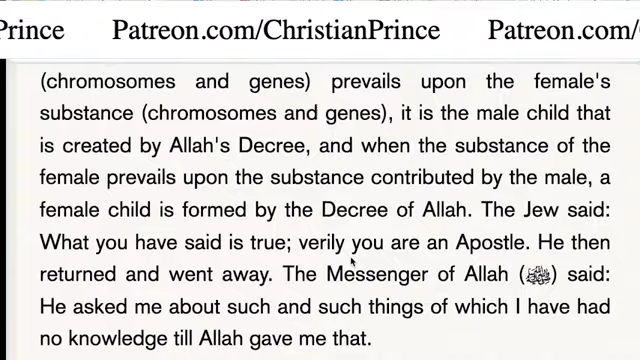 Prince Patreon.com/ChristianPrince Patreon.com/
(chromosomes and genes) prevails upon the female's
substance (chromosomes and genes), it is the male child that
is created by Allah's Decree, and when the substance of the
female prevails upon the substance contributed by the male, a
female child is formed by the Decree of Allah. The Jew said:
What you have said is true; verily you are an Apostle. He then
returned and went away. The Messenger of Allah (ﷺ) said:
He asked me about such and such things of which I have had
no knowledge till Allah gave me that.